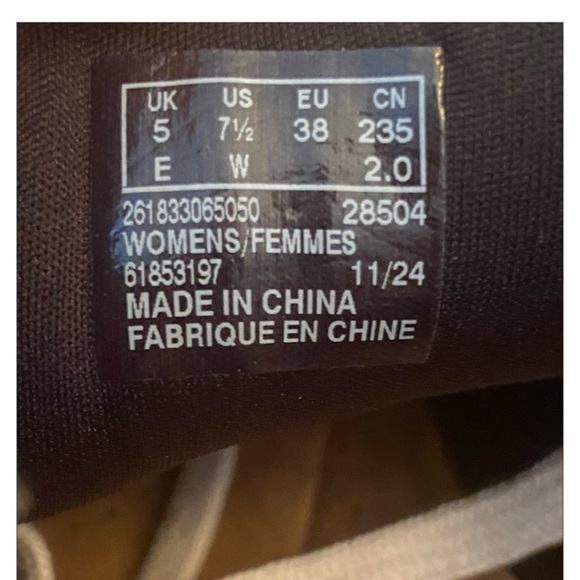 UK US EU CN
5 7½ 38 235
E W 2.0
261833065050 28504
WOMENS/FEMMES
61853197 11/24
MADE IN CHINA
FABRIQUE EN CHINE